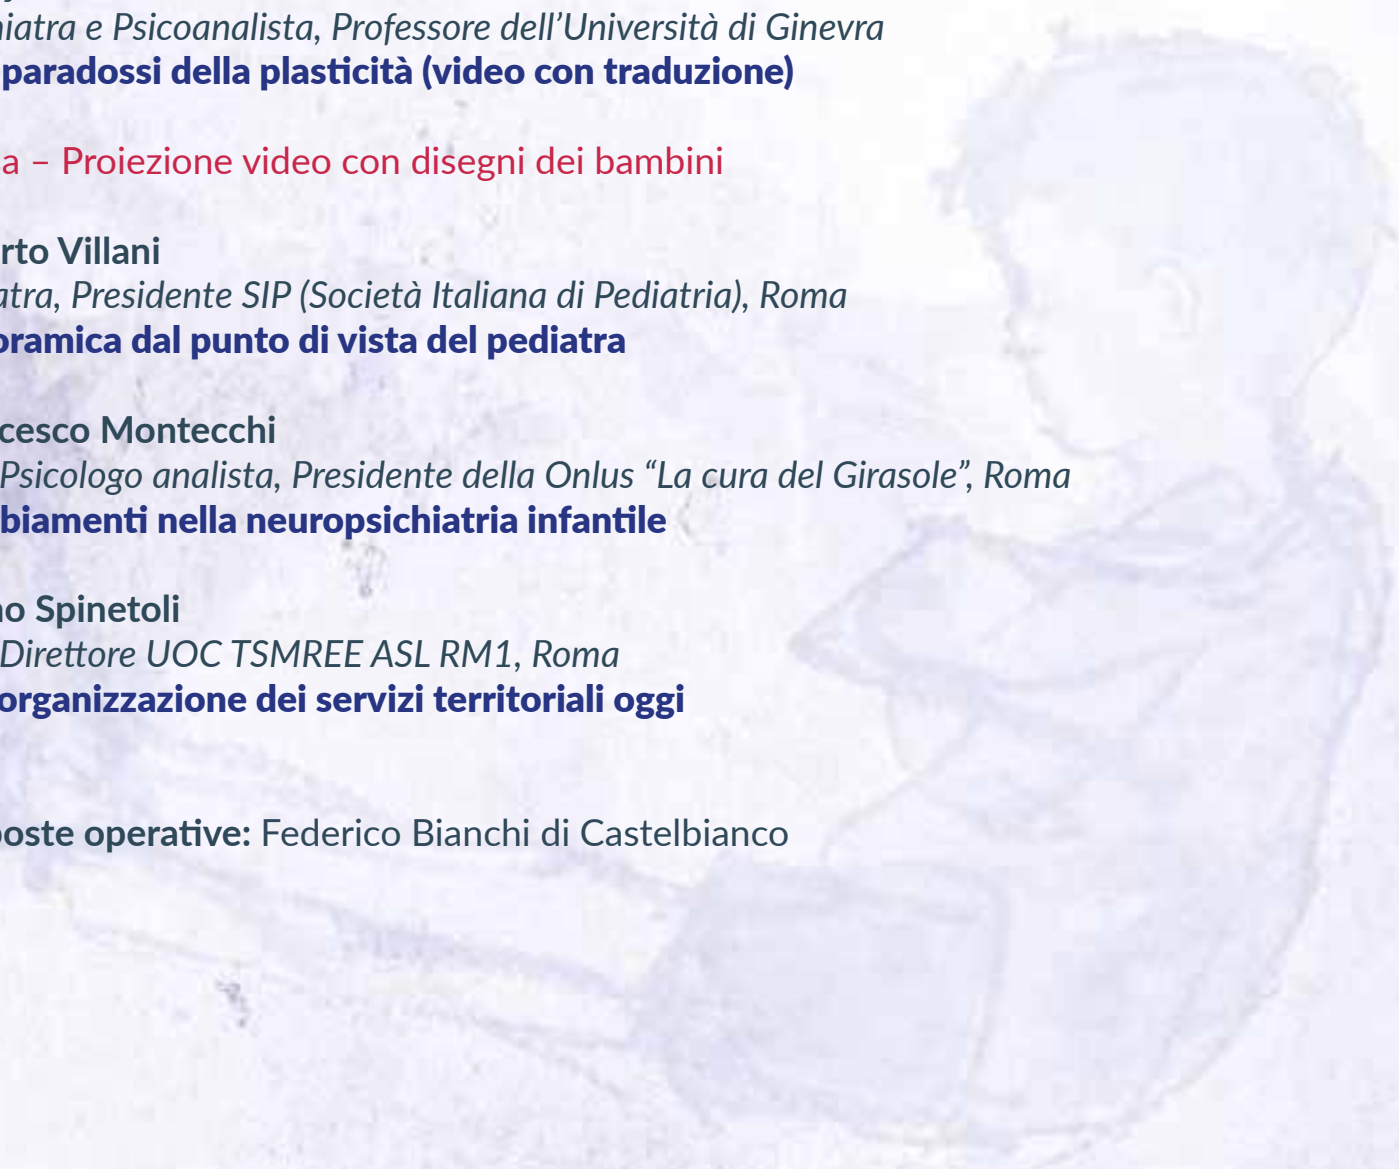 iatra e Psicoanalista, Professore dell’Università di Ginevra
paradossi della plasticità (video con traduzione)
a – Proiezione video con disegni dei bambini
rto Villani
atra, Presidente SIP (Società Italiana di Pediatria), Roma
oramica dal punto di vista del pediatra
cesco Montecchi
Psicologo analista, Presidente della Onlus “La cura del Girasole”, Roma
biamenti nella neuropsichiatria infantile
no Spinetoli
Direttore UOC TSMREE ASL RM1, Roma
organizzazione dei servizi territoriali oggi
poste operative: Federico Bianchi di Castelbianco